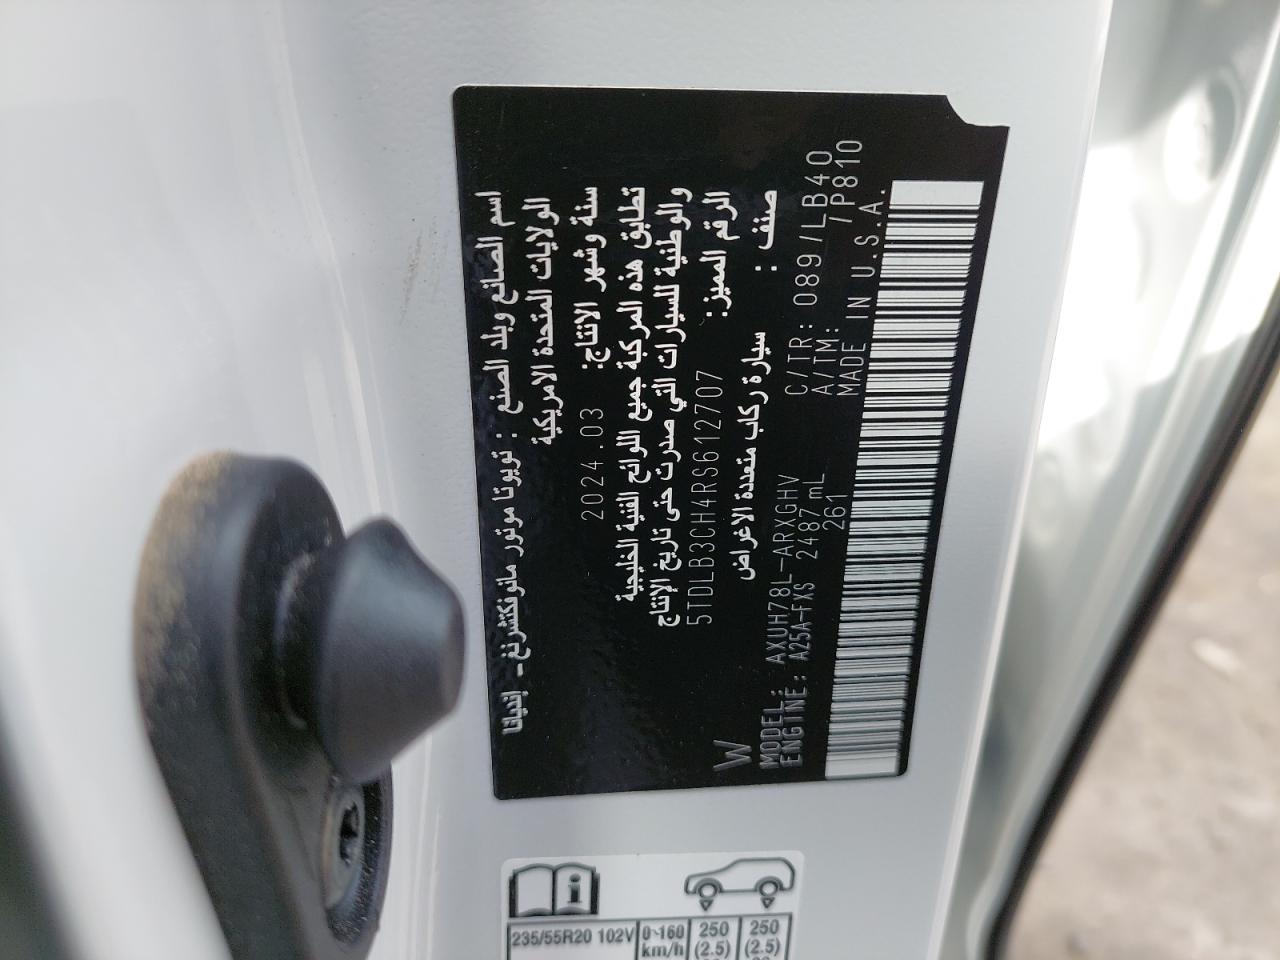 اسم الصانع وبلد الصنع : تويوتا موتور مانوفكتشرنغ- إنديانا
الولايات المتحدة الامريكية
سنة وشهر الانتاج: 2024.03
تطابق هذه المركبة جميع اللوائح الفنية الخليجية
والوطنية للسيارات التي صدرت حتى تاريخ الإنتاج
الرقم المميز: 5TDLB3CH4RS612707
صنف : سيارة ركاب متعددة الاغراض
W
MODEL: AXUH78L-ARXGHV C/TR: 089/LB40
ENGINE: A25A-FXS 2487 mL A/TM: /P810
261 MADE IN U.S.A.
235/55R20 102V 0~160 km/h 250 (2.5) 250 (2.5)